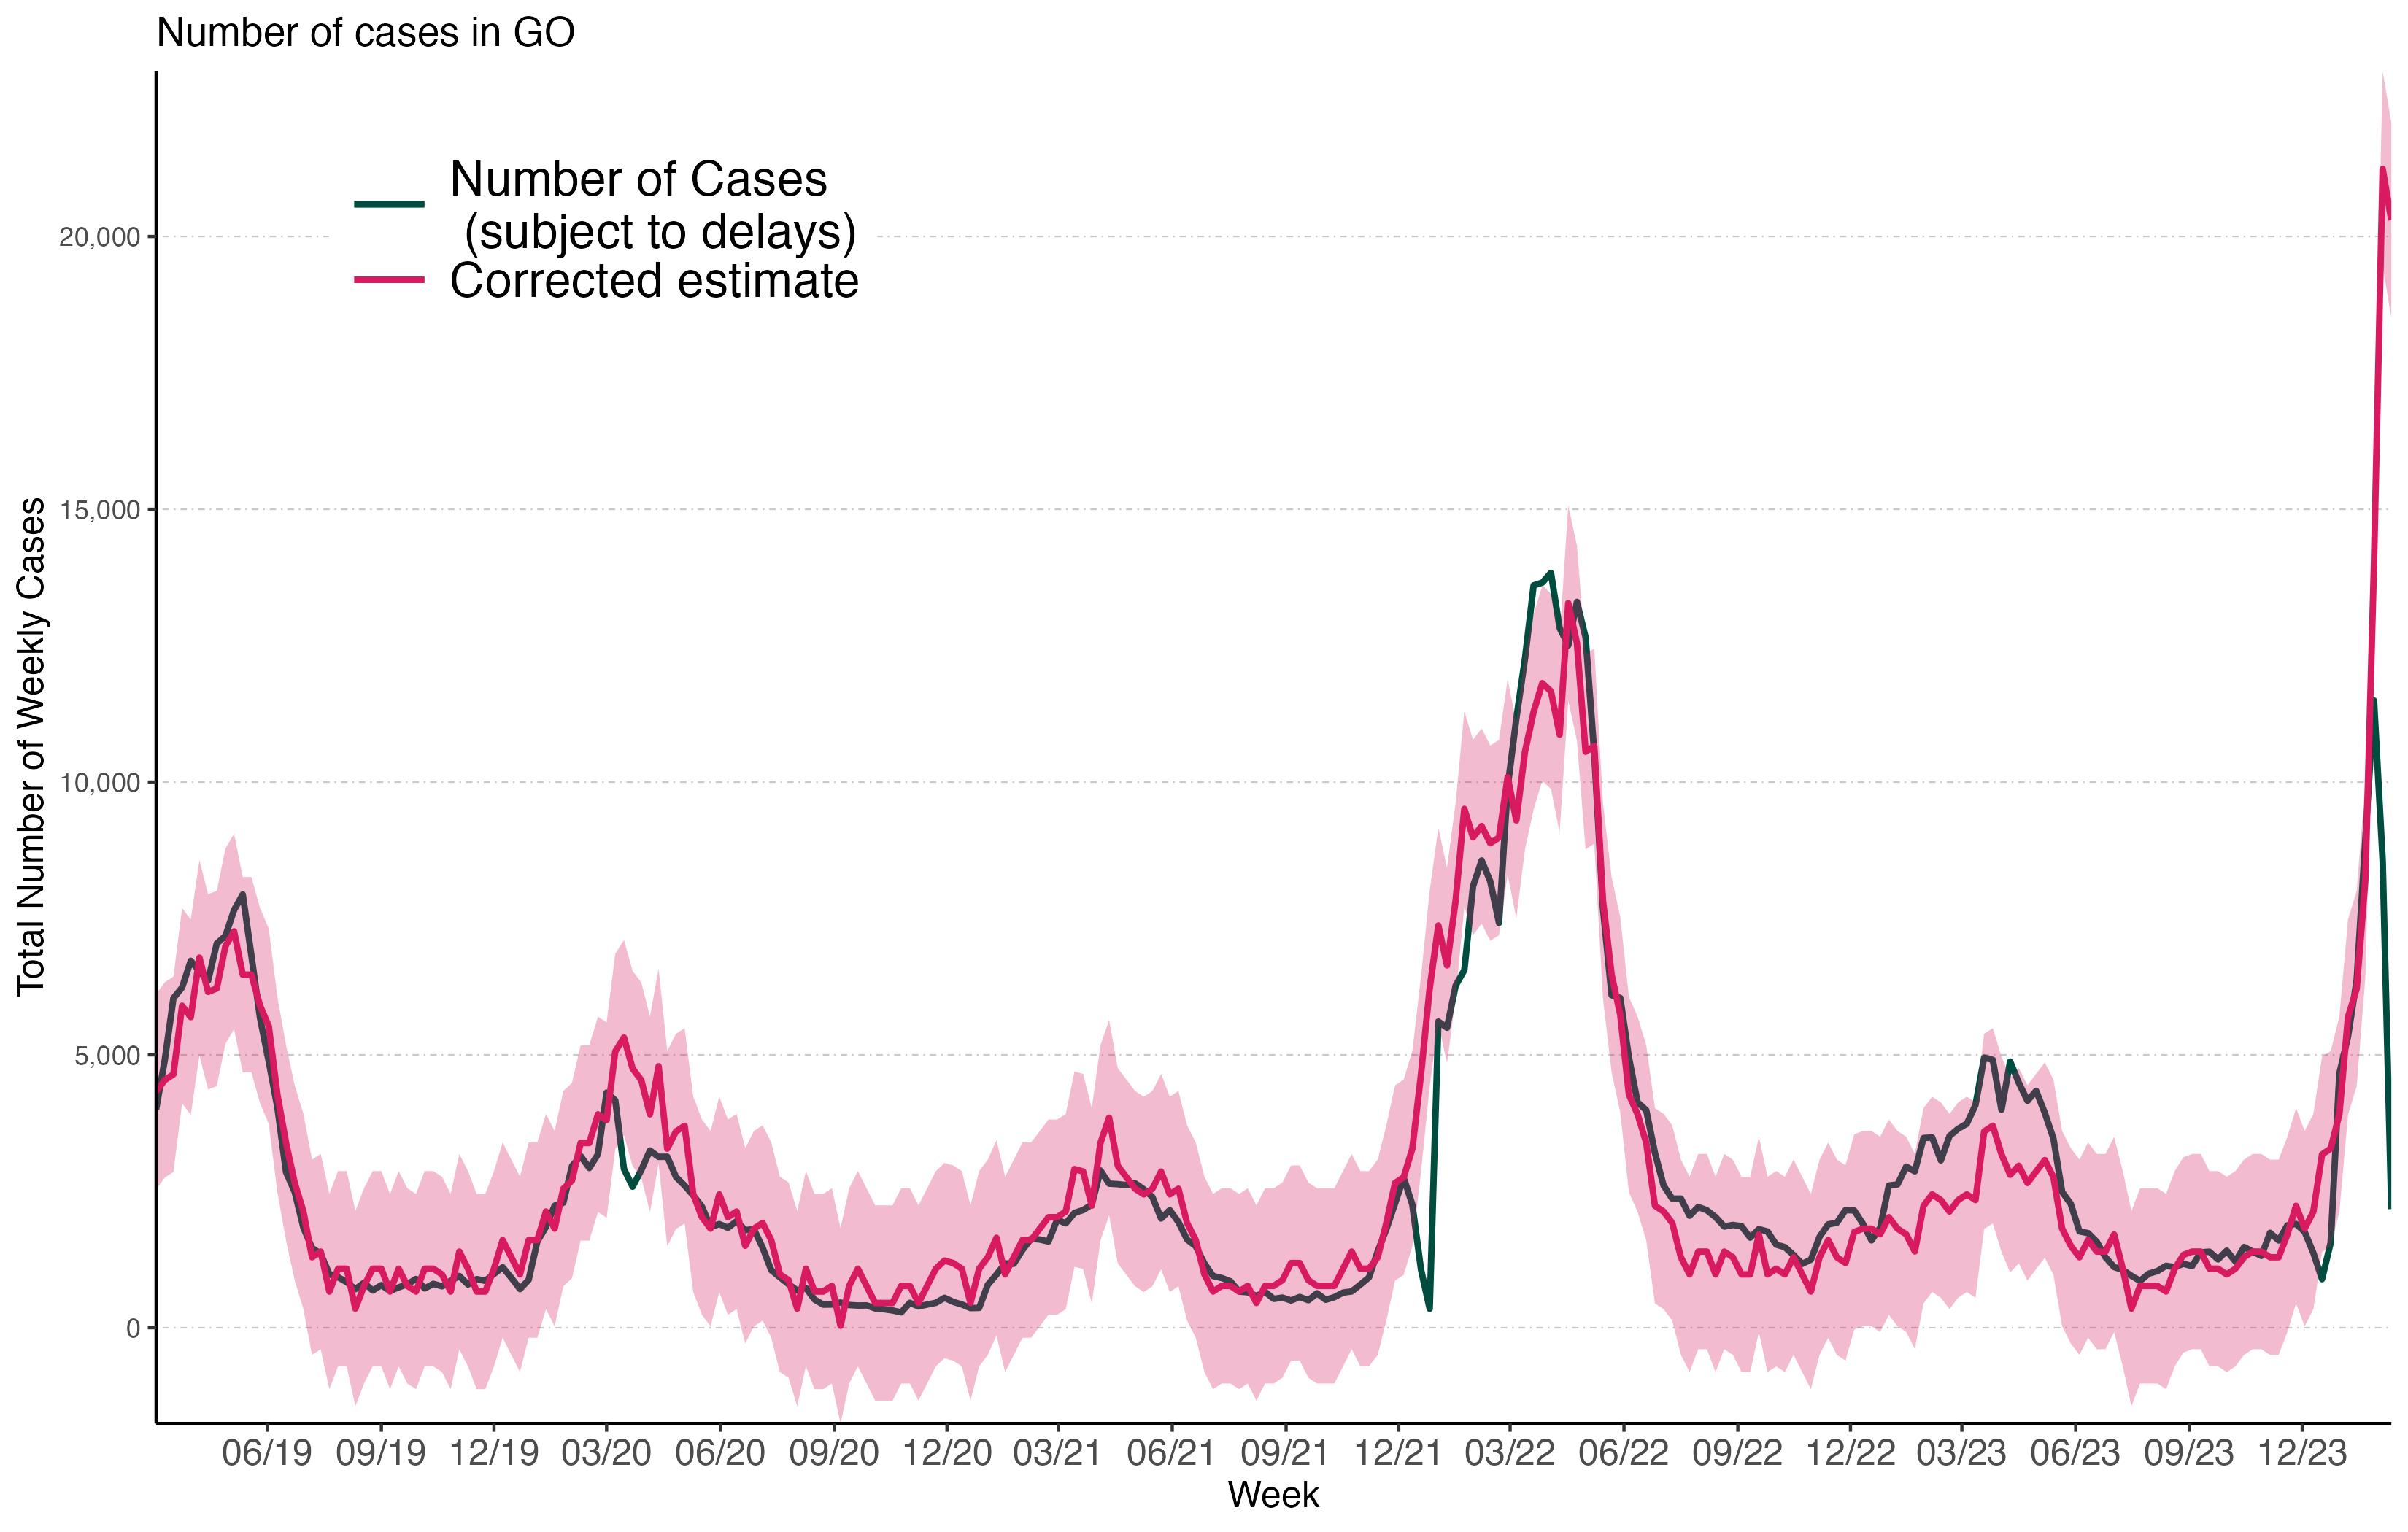 Number of cases in GO
Number of Cases
(subject to delays)
Corrected estimate
Total Number of Weekly Cases
20,000
15,000
10,000
5,000
0
06/19 09/19 12/19 03/20 06/20 09/20 12/20 03/21 06/21 09/21 12/21 03/22 06/22 09/22 12/22 03/23 06/23 09/23 12/23
Week